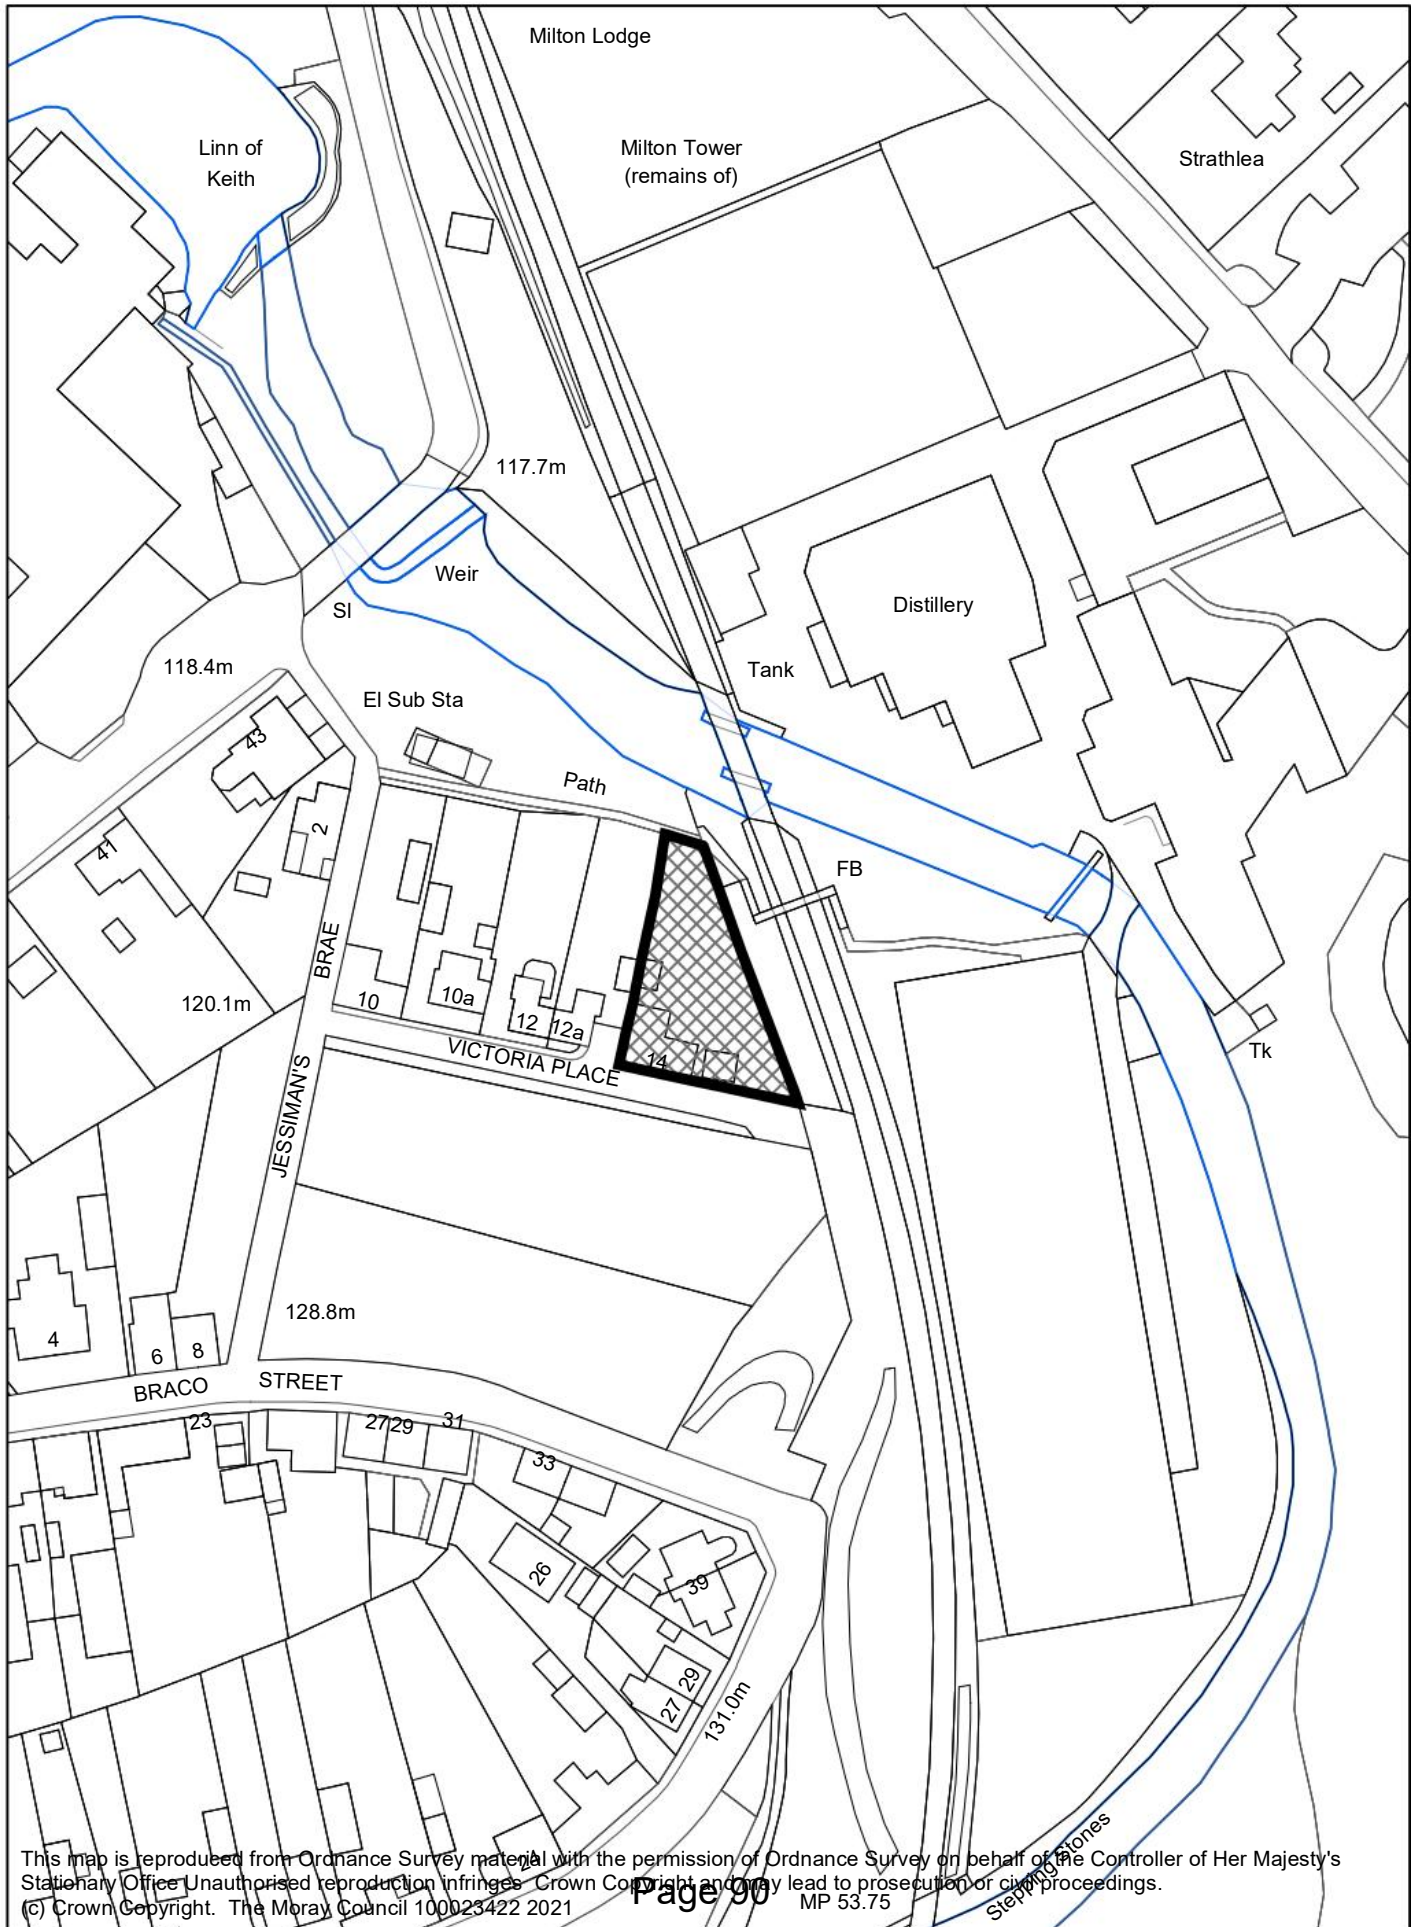 Milton Lodge
Linn of
Keith
Milton Tower
(remains of)
Strathlea
117.7m
Weir
Sl
Distillery
118.4m
Tank
El Sub Sta
43
Path
2
41
FB
BRAE
120.1m
10
10a
12
12a
VICTORIA PLACE
14
Tk
JESSIMAN'S
128.8m
4
6
8
BRACO STREET
23
27
29
31
33
26
39
29
27
131.0m
24
Stepping Stones
This map is reproduced from Ordnance Survey material with the permission of Ordnance Survey on behalf of the Controller of Her Majesty's
Stationary Office Unauthorised reproduction infringes Crown Copyright and may lead to prosecution or civil proceedings.
(c) Crown Copyright. The Moray Council 100023422 2021
Page 90
MP 53.75